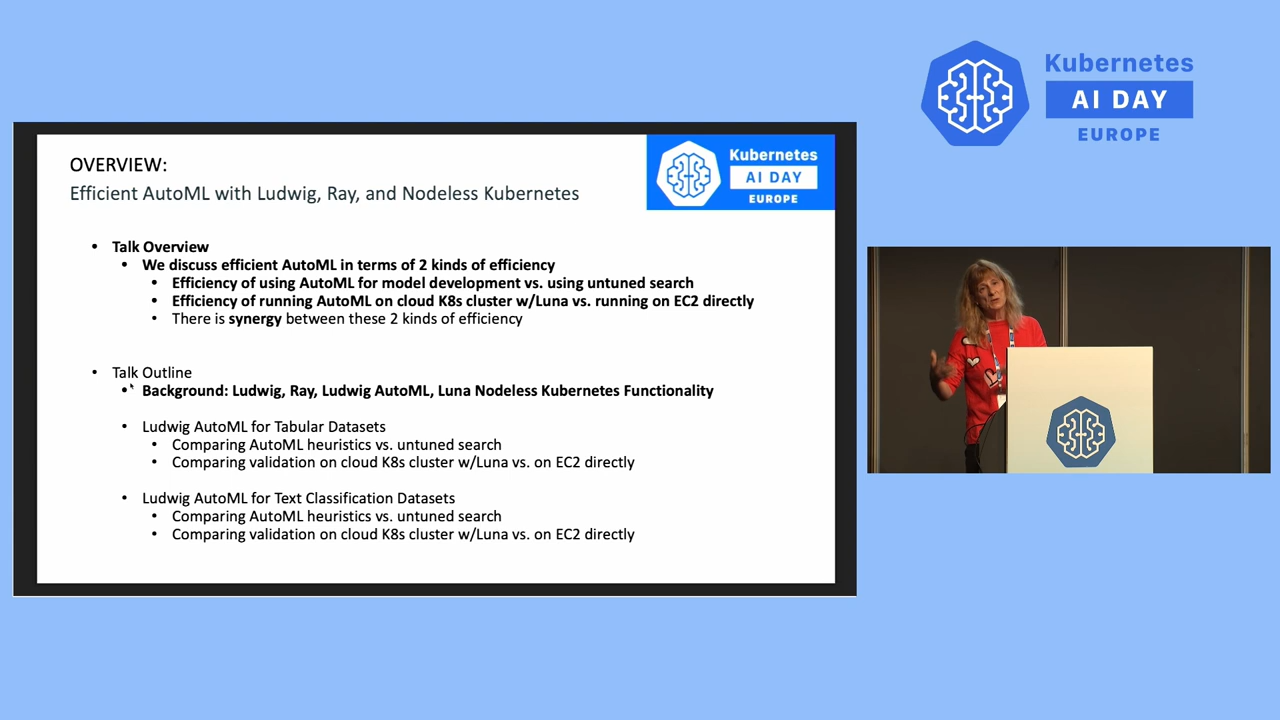 Kubernetes
AI DAY
EUROPE
OVERVIEW:
Efficient AutoML with Ludwig, Ray, and Nodeless Kubernetes
Kubernetes
AI DAY
EUROPE
• Talk Overview
• We discuss efficient AutoML in terms of 2 kinds of efficiency
• Efficiency of using AutoML for model development vs. using untuned search
• Efficiency of running AutoML on cloud K8s cluster w/Luna vs. running on EC2 directly
• There is synergy between these 2 kinds of efficiency
• Talk Outline
• Background: Ludwig, Ray, Ludwig AutoML, Luna Nodeless Kubernetes Functionality
• Ludwig AutoML for Tabular Datasets
• Comparing AutoML heuristics vs. untuned search
• Comparing validation on cloud K8s cluster w/Luna vs. on EC2 directly
• Ludwig AutoML for Text Classification Datasets
• Comparing AutoML heuristics vs. untuned search
• Comparing validation on cloud K8s cluster w/Luna vs. on EC2 directly